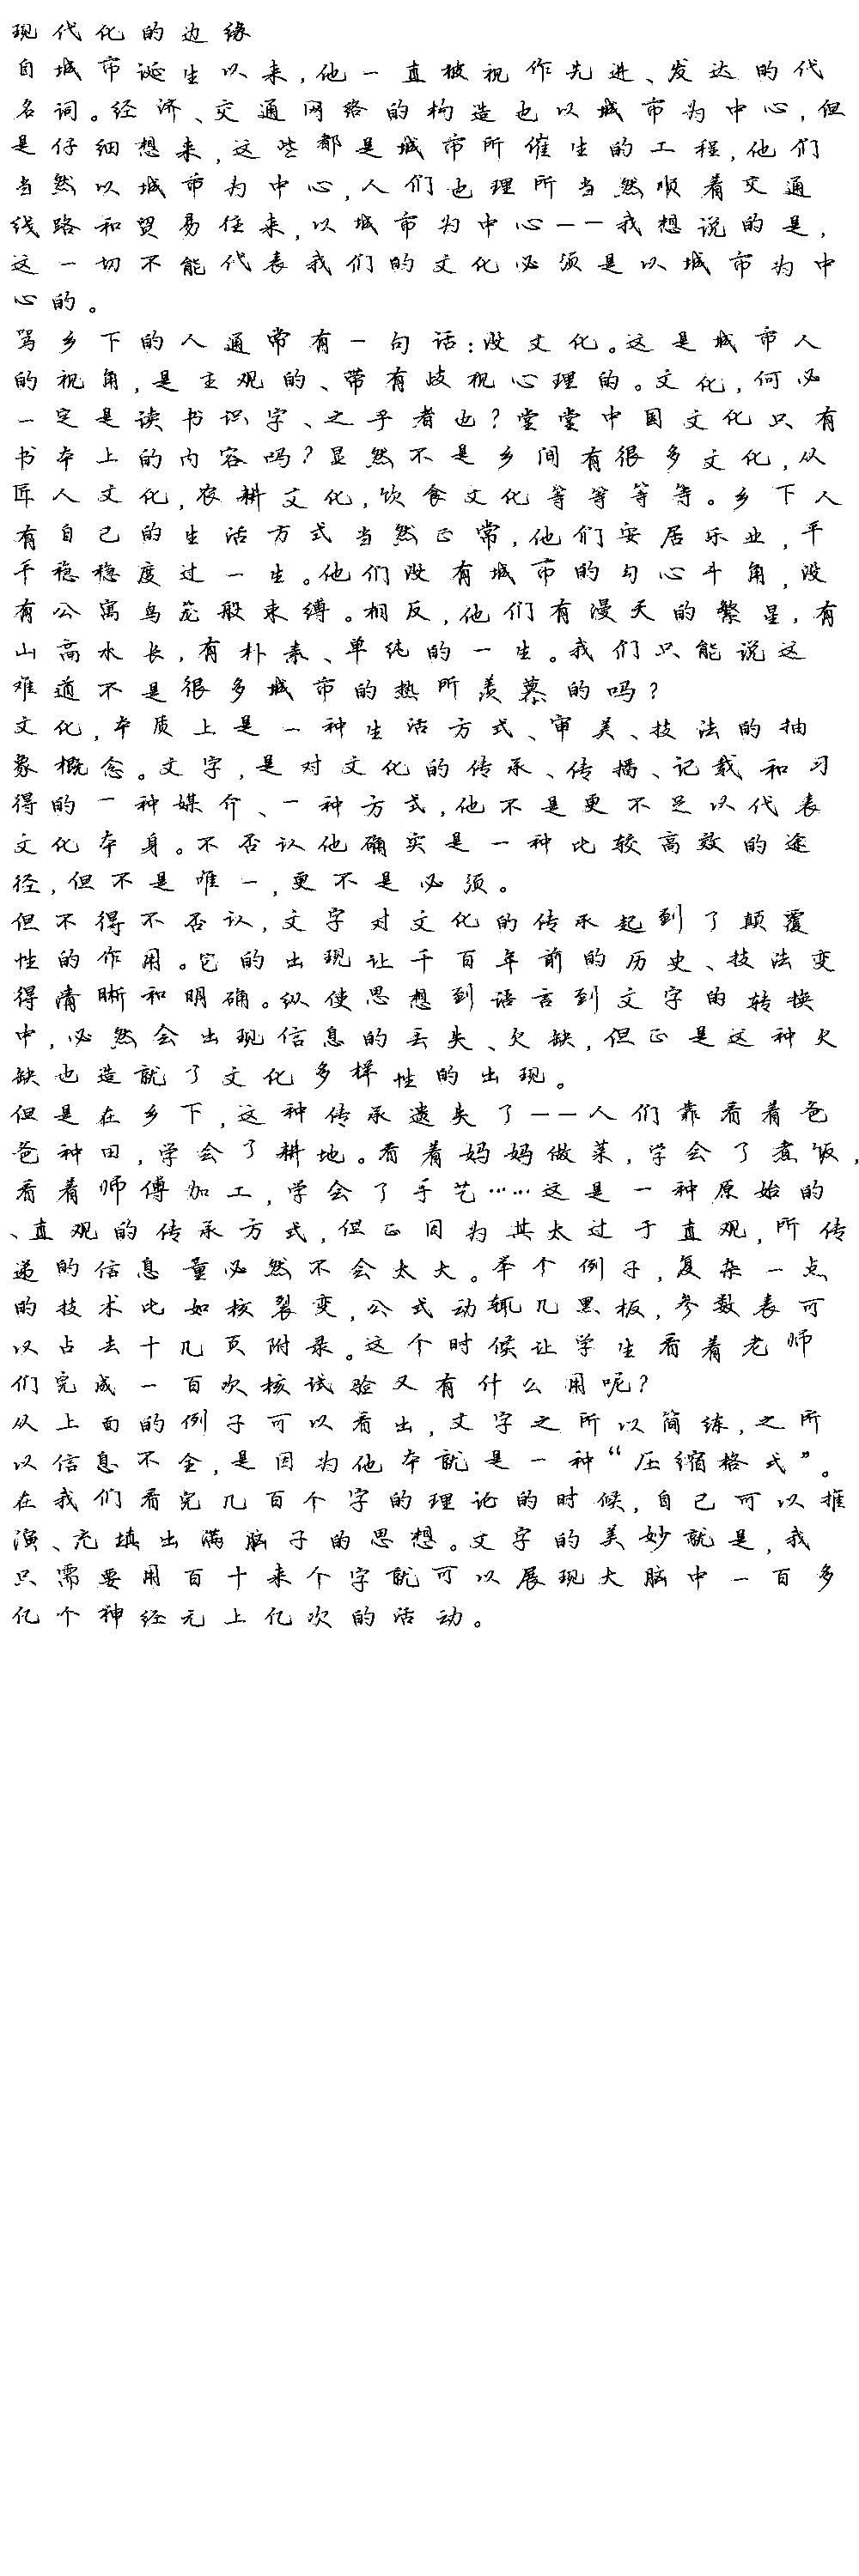 现代化的边缘
自城市诞生以来,他一直被视作先进、发达的代
名词。经济、交通网络的构造也以城市为中心,但
是仔细想来,这些都是城市所催生的工程,他们
当然以城市为中心,人们也理所当然顺着交通
线路和贸易往来,以城市为中心——我想说的是,
这一切不能代表我们的文化必须是以城市为中
心的。
骂乡下的人通常有一句话:没文化。这是城市人
的视角,是主观的、带有歧视心理的。文化,何必
一定是读书识字、之乎者也?堂堂中国文化只有
书本上的内容吗?显然不是乡间有很多文化,从
匠人文化,农耕文化,饮食文化等等等等。乡下人
有自己的生活方式当然正常,他们安居乐业,平
平稳稳度过一生。他们没有城市的勾心斗角,没
有公寓鸟笼般束缚。相反,他们有漫天的繁星,有
山高水长,有朴素、单纯的一生。我们只能说这
难道不是很多城市的热所羡慕的吗?
文化,本质上是一种生活方式、审美、技法的抽
象概念。文字,是对文化的传承、传播、记载和习
得的一种媒介、一种方式,他不是更不足以代表
文化本身。不否认他确实是一种比较高效的途
径,但不是唯一,更不是必须。
但不得不否认,文字对文化的传承起到了颠覆
性的作用。它的出现让千百年前的历史、技法变
得清晰和明确。纵使思想到语言到文字的转换
中,必然会出现信息的丢失、欠缺,但正是这种欠
缺也造就了文化多样性的出现。
但是在乡下,这种传承遗失了——人们靠看着爸
爸种田,学会了耕地。看着妈妈做菜,学会了煮饭,
看着师傅加工,学会了手艺……这是一种原始的
、直观的传承方式,但正因为其太过于直观,所传
递的信息量必然不会太大。举个例子,复杂一点
的技术比如核裂变,公式动辄几黑板,参数表可
以占去十几页附录。这个时候让学生看着老师
们完成一百次核试验又有什么用呢?
从上面的例子可以看出,文字之所以简练,之所
以信息不全,是因为他本就是一种“压缩格式”。
在我们看完几百个字的理论的时候,自己可以推
演、充填出满脑子的思想。文字的美妙就是,我
只需要用百十来个字就可以展现大脑中一百多
亿个神经元上亿次的活动。